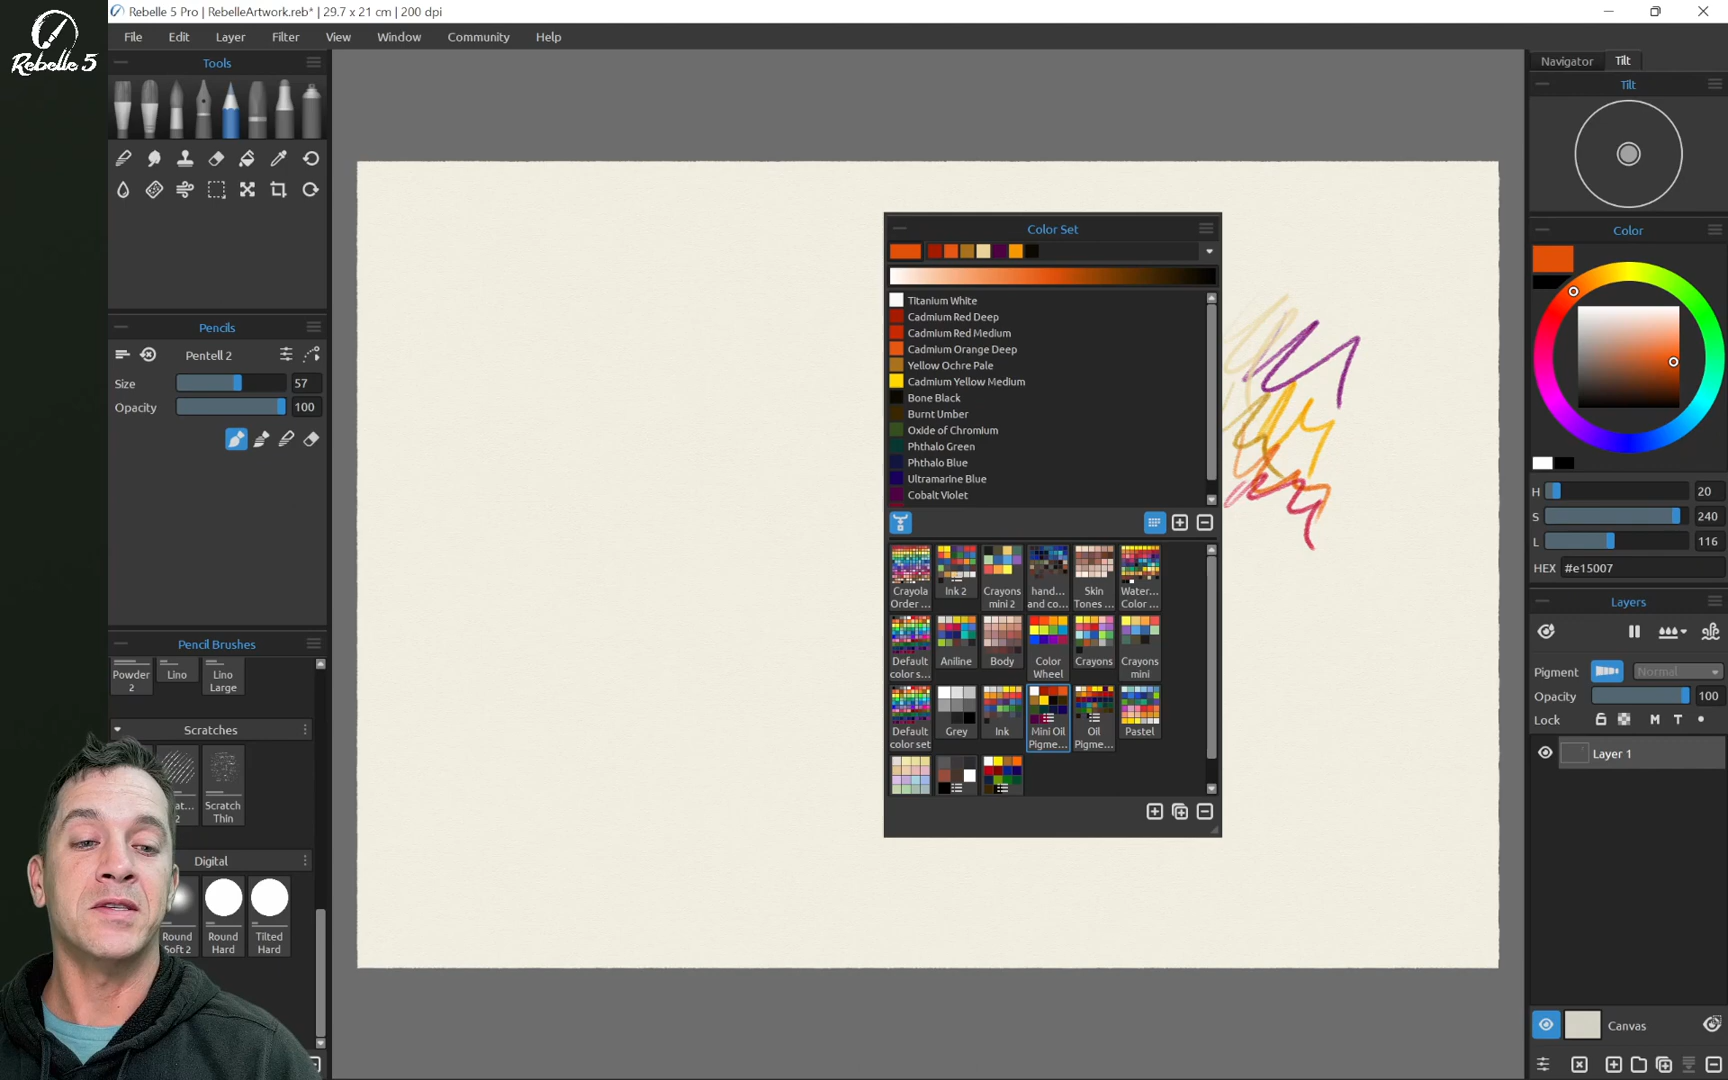 Rebelle 5
Rebelle 5 Pro | RebelleArtwork.reb* | 29.7 x 21 cm | 200 dpi
File Edit Layer Filter View Window Community Help
Tools
Pencils
Pentell 2
Size 57
Opacity 100
Pencil Brushes
Powder 2
Lino
Lino Large
Scratches
2
Scratch Thin
Digital
Round Soft 2
Round Hard
Tilted Hard
Color Set
Titanium White
Cadmium Red Deep
Cadmium Red Medium
Cadmium Orange Deep
Yellow Ochre Pale
Cadmium Yellow Medium
Bone Black
Burnt Umber
Oxide of Chromium
Phthalo Green
Phthalo Blue
Ultramarine Blue
Cobalt Violet
Crayola Order ...
Ink 2
Crayons mini 2
hand... and co...
Skin Tones ...
Water... Color ...
Default color s...
Aniline
Body
Color Wheel
Crayons
Crayons mini
Default color set
Grey
Ink
Mini Oil Pigme...
Oil Pigme...
Pastel
Navigator Tilt
Tilt
Color
H 20
S 240
L 116
HEX #e15007
Layers
Pigment Normal
Opacity 100
Lock M T
Layer 1
Canvas